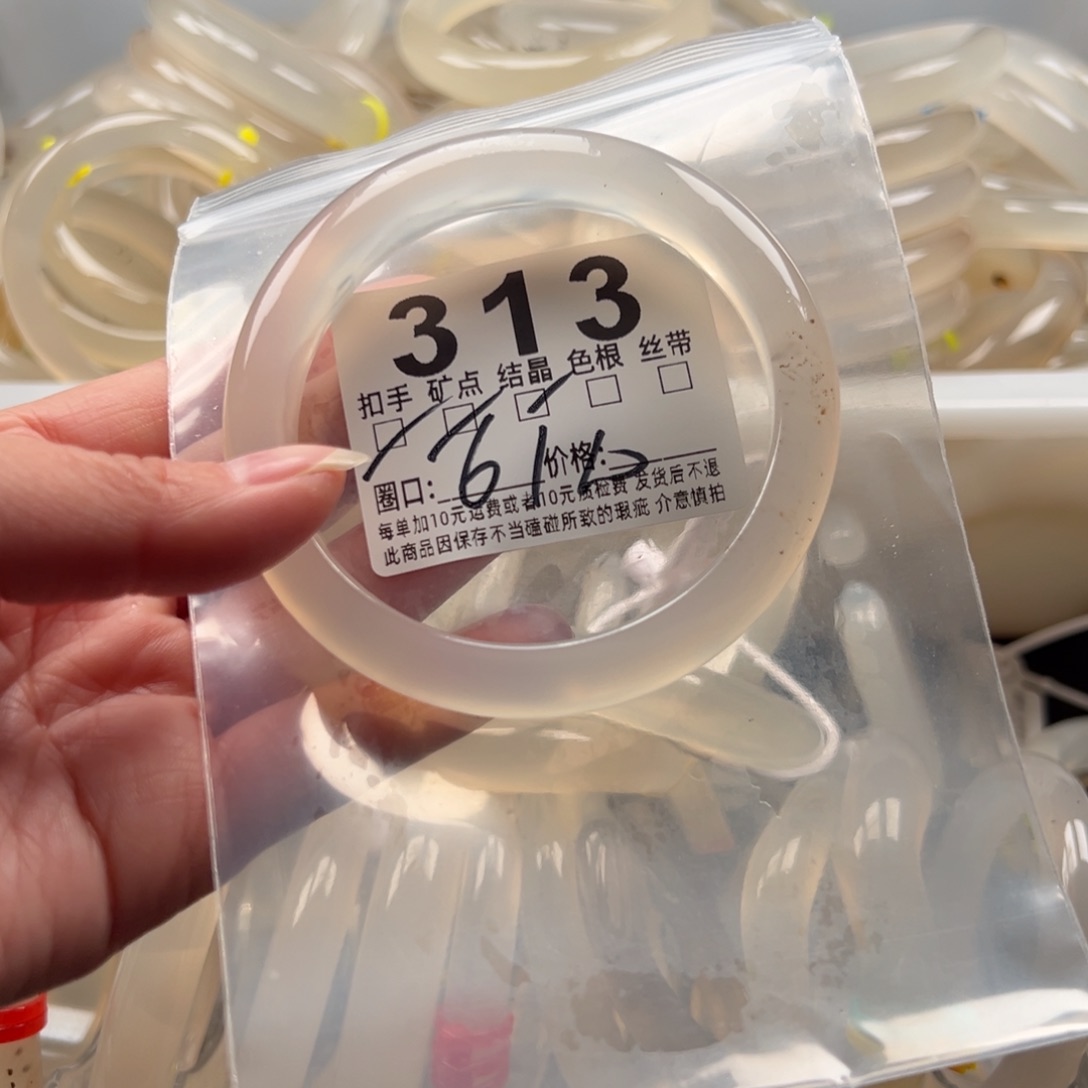 313
扣手 矿点 结晶 色根 丝带
圈口: 价格:
每单加10元运费或者10元质检费 发货后不退
此商品因保存不当磕碰所致的瑕疵 介意慎拍